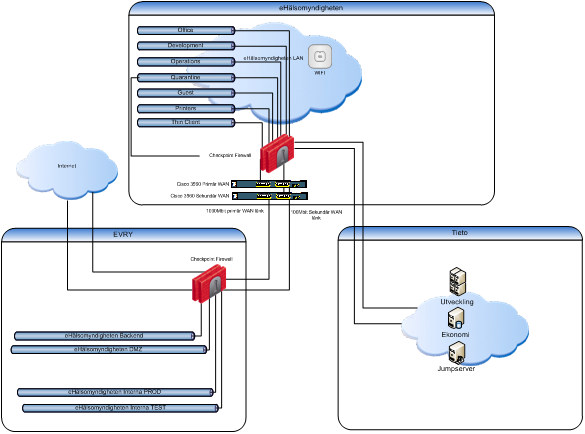 eHälsomyndigheten
Office
Development
Operations
eHälsomyndigheten LAN
WIFI
Quarantine
Guest
Printers
Thin Client
Checkpoint Firewall
Internet
Cisco 3560 Primär WAN
Cisco 3560 Sekundär WAN
1000Mbit primär WAN länk
100Mbit Sekundär WAN
länk
EVRY
Checkpoint Firewall
eHälsomyndigheten Backend
eHälsomyndigheten DMZ
eHälsomyndigheten Interna PROD
eHälsomyndigheten Interna TEST
Tieto
Utveckling
Ekonomi
Jumpserver